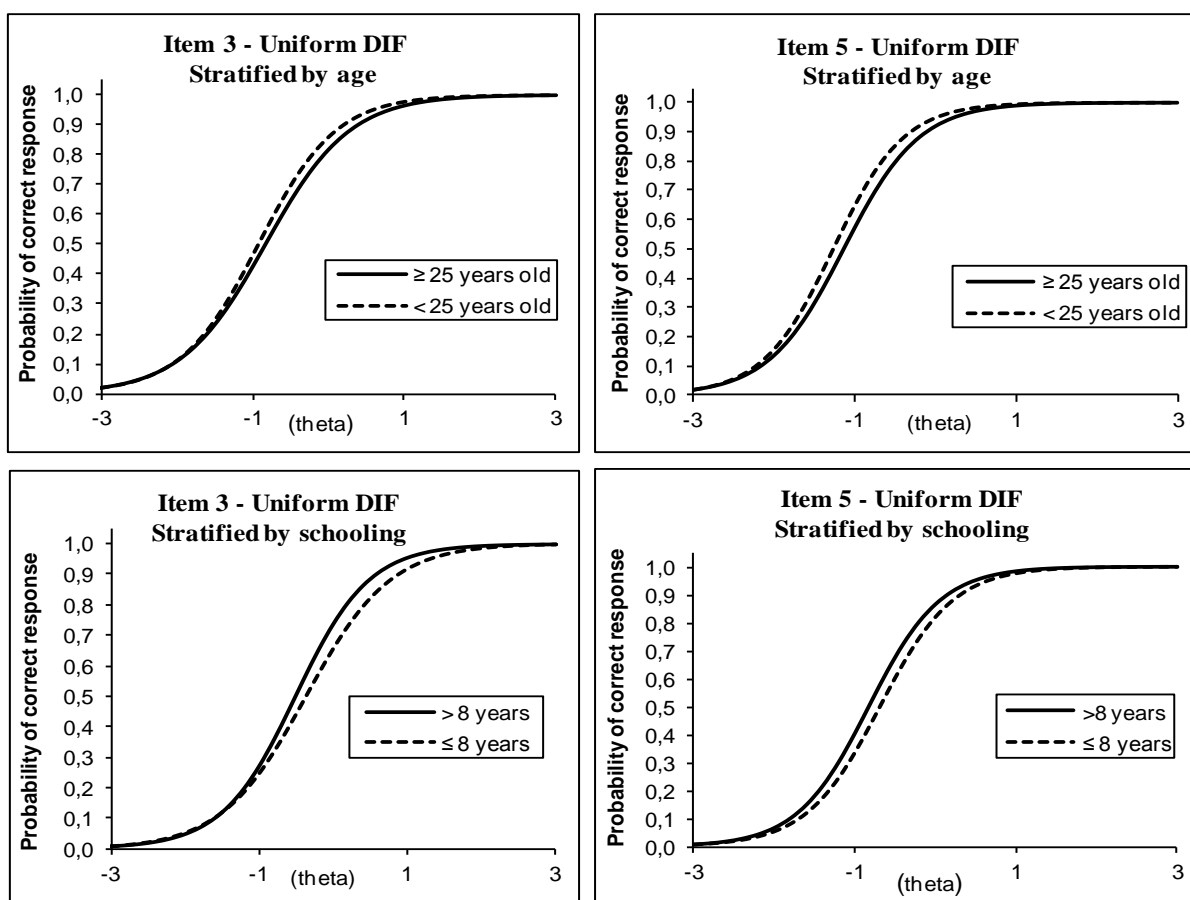 Item 3 - Uniform DIF
Stratified by age
Probability of correct response
1,0
0,9
0,8
0,7
0,6
0,5
0,4
0,3
0,2
0,1
0,0
≥ 25 years old
< 25 years old
-3
-1
1
3
(theta)
Item 5 - Uniform DIF
Stratified by age
Probability of correct response
1,0
0,9
0,8
0,7
0,6
0,5
0,4
0,3
0,2
0,1
0,0
≥ 25 years old
< 25 years old
-3
-1
1
3
(theta)
Item 3 - Uniform DIF
Stratified by schooling
Probability of correct response
1,0
0,9
0,8
0,7
0,6
0,5
0,4
0,3
0,2
0,1
0,0
> 8 years
≤ 8 years
-3
-1
1
3
(theta)
Item 5 - Uniform DIF
Stratified by schooling
Probability of correct response
1,0
0,9
0,8
0,7
0,6
0,5
0,4
0,3
0,2
0,1
0,0
>8 years
≤ 8 years
-3
-1
1
3
(theta)